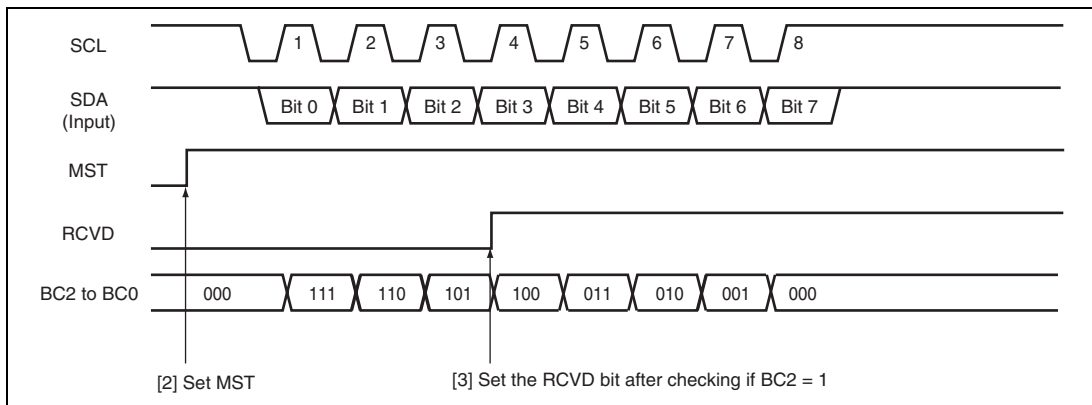 SCL 1 2 3 4 5 6 7 8
SDA
(Input)
Bit 0 Bit 1 Bit 2 Bit 3 Bit 4 Bit 5 Bit 6 Bit 7
MST
RCVD
BC2 to BC0 000 111 110 101 100 011 010 001 000
[2] Set MST [3] Set the RCVD bit after checking if BC2 = 1